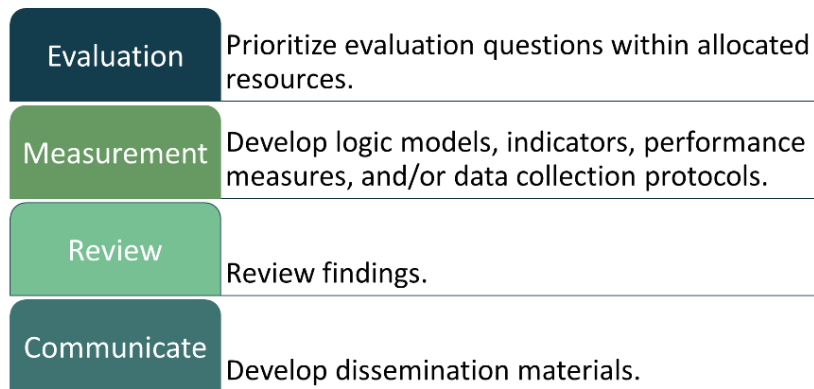 Evaluation
Prioritize evaluation questions within allocated
resources.
Measurement
Develop logic models, indicators, performance
measures, and/or data collection protocols.
Review
Review findings.
Communicate
Develop dissemination materials.